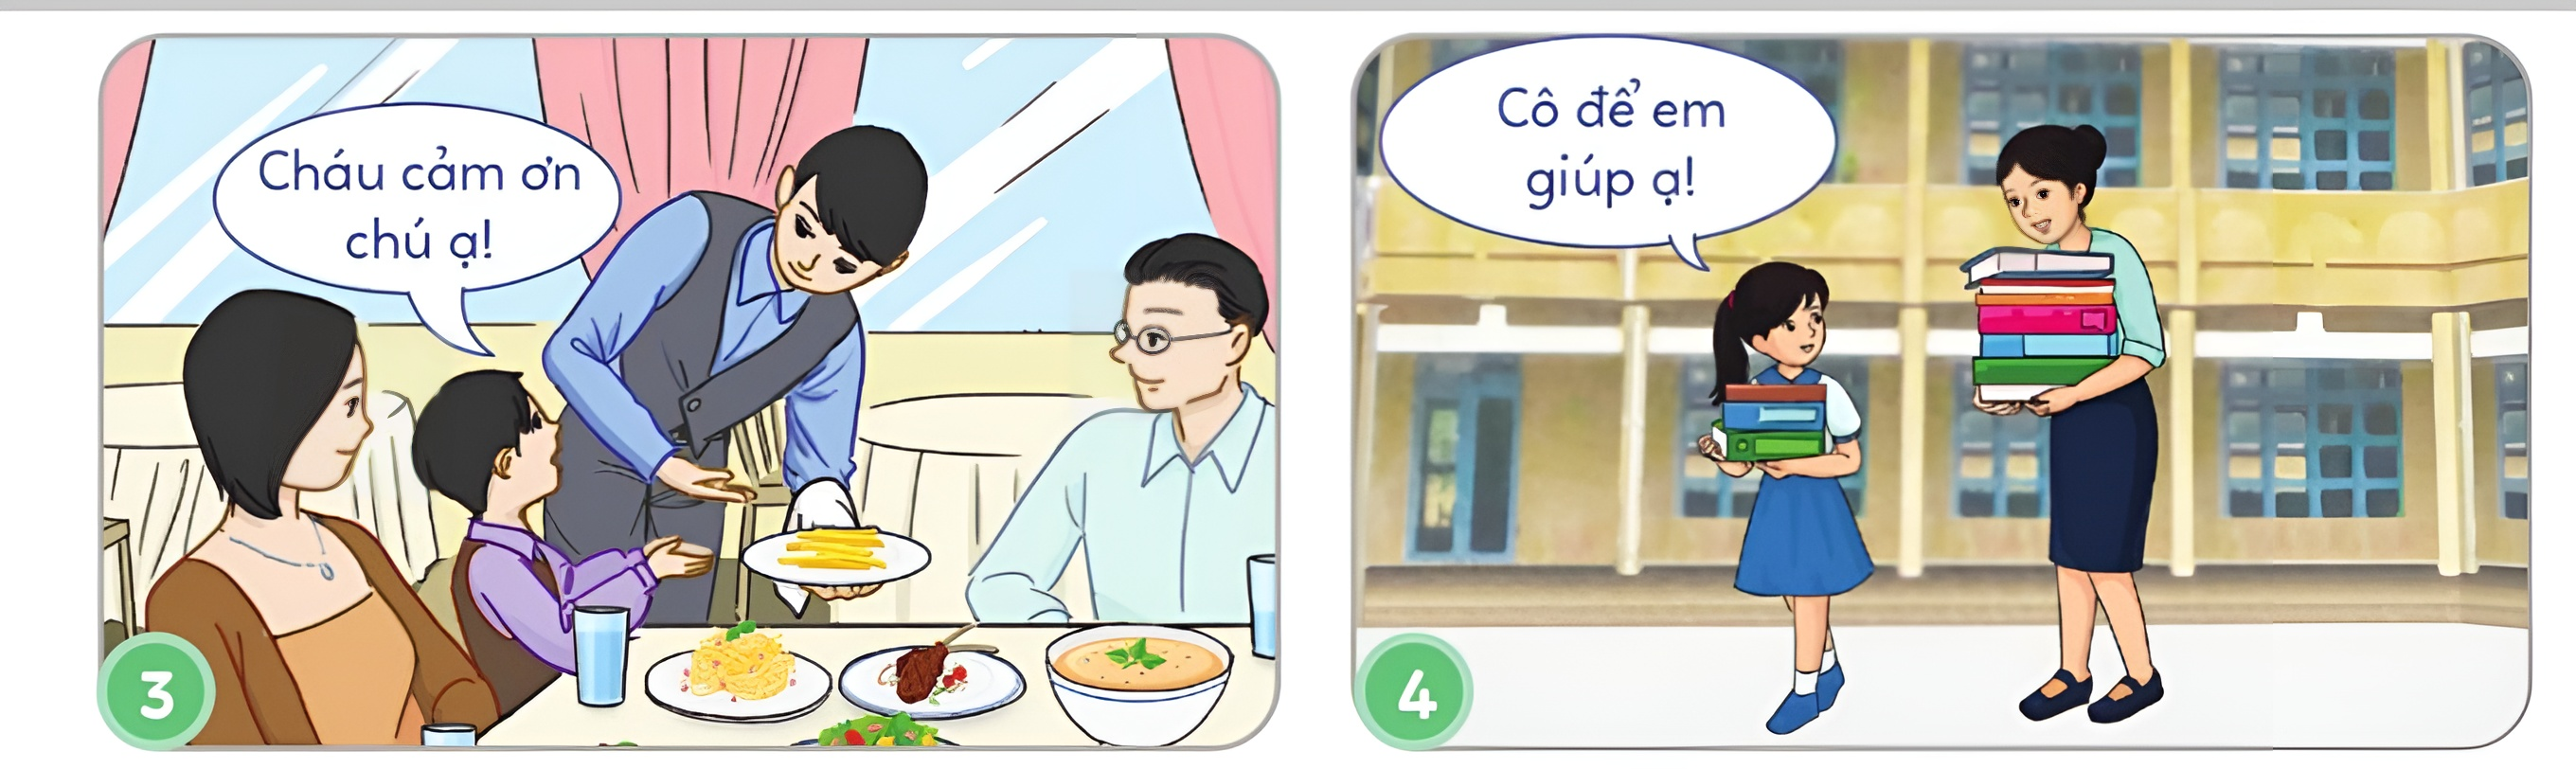 Cháu cảm ơn
chú ạ!
3
Cô để em
giúp ạ!
4